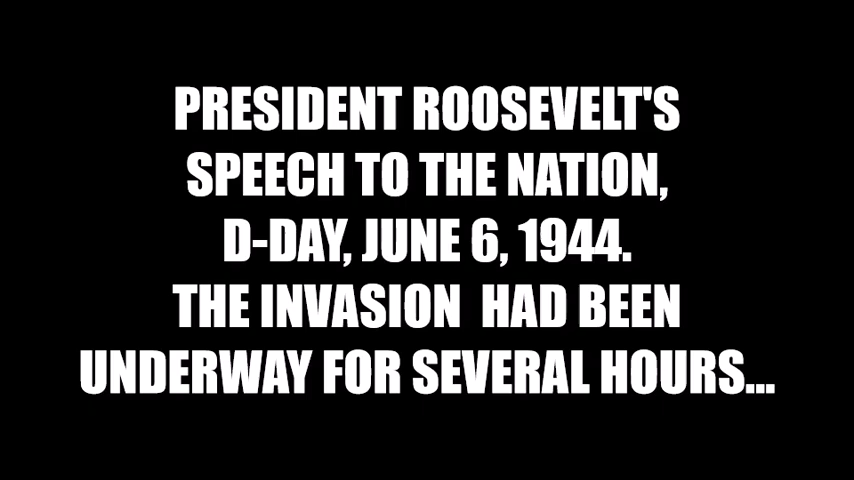 PRESIDENT ROOSEVELT'S
SPEECH TO THE NATION,
D-DAY, JUNE 6, 1944.
THE INVASION  HAD BEEN
UNDERWAY FOR SEVERAL HOURS...